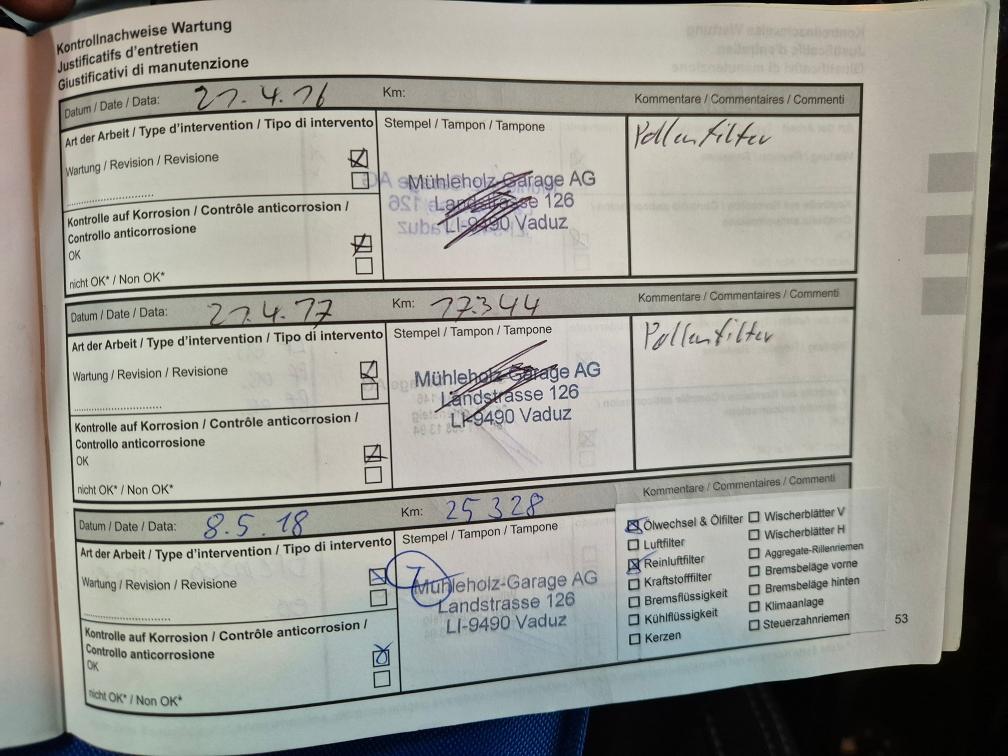 Kontrollnachweise Wartung
Justificatifs d'entretien
Giustificativi di manutenzione
Datum / Date / Data: 21.4.16 Km: Kommentare / Commentaires / Commenti
Art der Arbeit / Type d'intervention / Tipo di intervento Stempel / Tampon / Tampone Pollenfilter
Wartung / Revision / Revisione
Mühleholz-Garage AG
Landstrasse 126
LI-9490 Vaduz
Kontrolle auf Korrosion / Contrôle anticorrosion /
Controllo anticorrosione
OK
nicht OK* / Non OK*
Datum / Date / Data: 21.4.17 Km: 17.344 Kommentare / Commentaires / Commenti
Art der Arbeit / Type d'intervention / Tipo di intervento Stempel / Tampon / Tampone Pollenfilter
Wartung / Revision / Revisione
Mühleholz-Garage AG
Landstrasse 126
LI-9490 Vaduz
Kontrolle auf Korrosion / Contrôle anticorrosion /
Controllo anticorrosione
OK
nicht OK* / Non OK*
Datum / Date / Data: 8.5.18 Km: 25 328 Kommentare / Commentaires / Commenti
Art der Arbeit / Type d'intervention / Tipo di intervento Stempel / Tampon / Tampone
Wartung / Revision / Revisione
Mühleholz-Garage AG
Landstrasse 126
LI-9490 Vaduz
Kontrolle auf Korrosion / Contrôle anticorrosion /
Controllo anticorrosione
OK
nicht OK* / Non OK*
Ölwechsel & Ölfilter Wischerblätter V
Luftfilter Wischerblätter H
Reinluftfilter Aggregate-Rillenriemen
Kraftstofffilter Bremsbeläge vorne
Bremsflüssigkeit Bremsbeläge hinten
Kühlflüssigkeit Klimaanlage
Kerzen Steuerzahnriemen
53